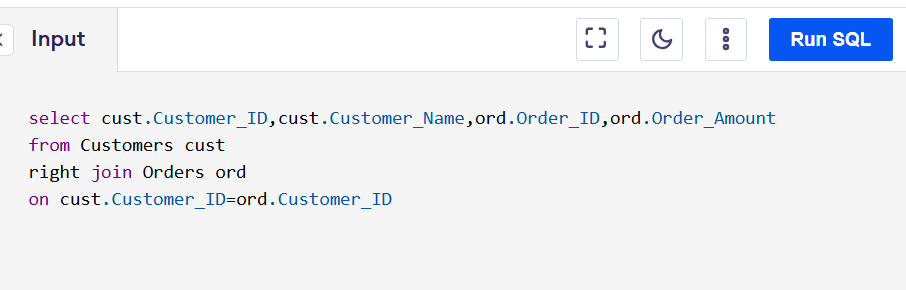 Input
Run SQL
select cust.Customer_ID,cust.Customer_Name,ord.Order_ID,ord.Order_Amount
from Customers cust
right join Orders ord
on cust.Customer_ID=ord.Customer_ID